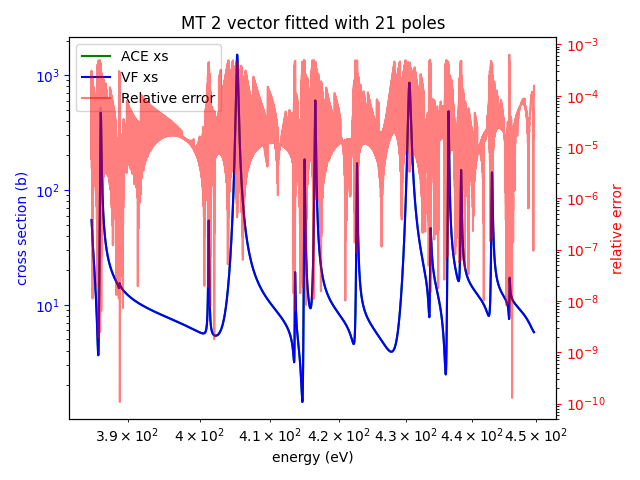 MT 2 vector fitted with 21 poles
ACE xs
VF xs
Relative error
cross section (b)
10³
10²
10¹
relative error
10⁻³
10⁻⁴
10⁻⁵
10⁻⁶
10⁻⁷
10⁻⁸
10⁻⁹
10⁻¹⁰
3.9 × 10² 4 × 10² 4.1 × 10² 4.2 × 10² 4.3 × 10² 4.4 × 10² 4.5 × 10²
energy (eV)